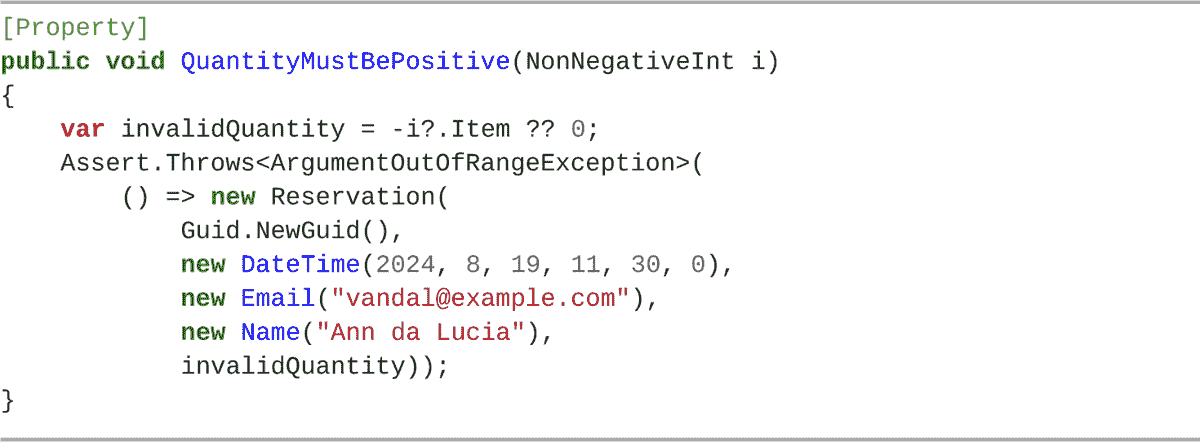 [Property]
public void QuantityMustBePositive(NonNegativeInt i)
{
    var invalidQuantity = -i?.Item ?? 0;
    Assert.Throws<ArgumentOutOfRangeException>(
        () => new Reservation(
            Guid.NewGuid(),
            new DateTime(2024, 8, 19, 11, 30, 0),
            new Email("vandal@example.com"),
            new Name("Ann da Lucia"),
            invalidQuantity));
}